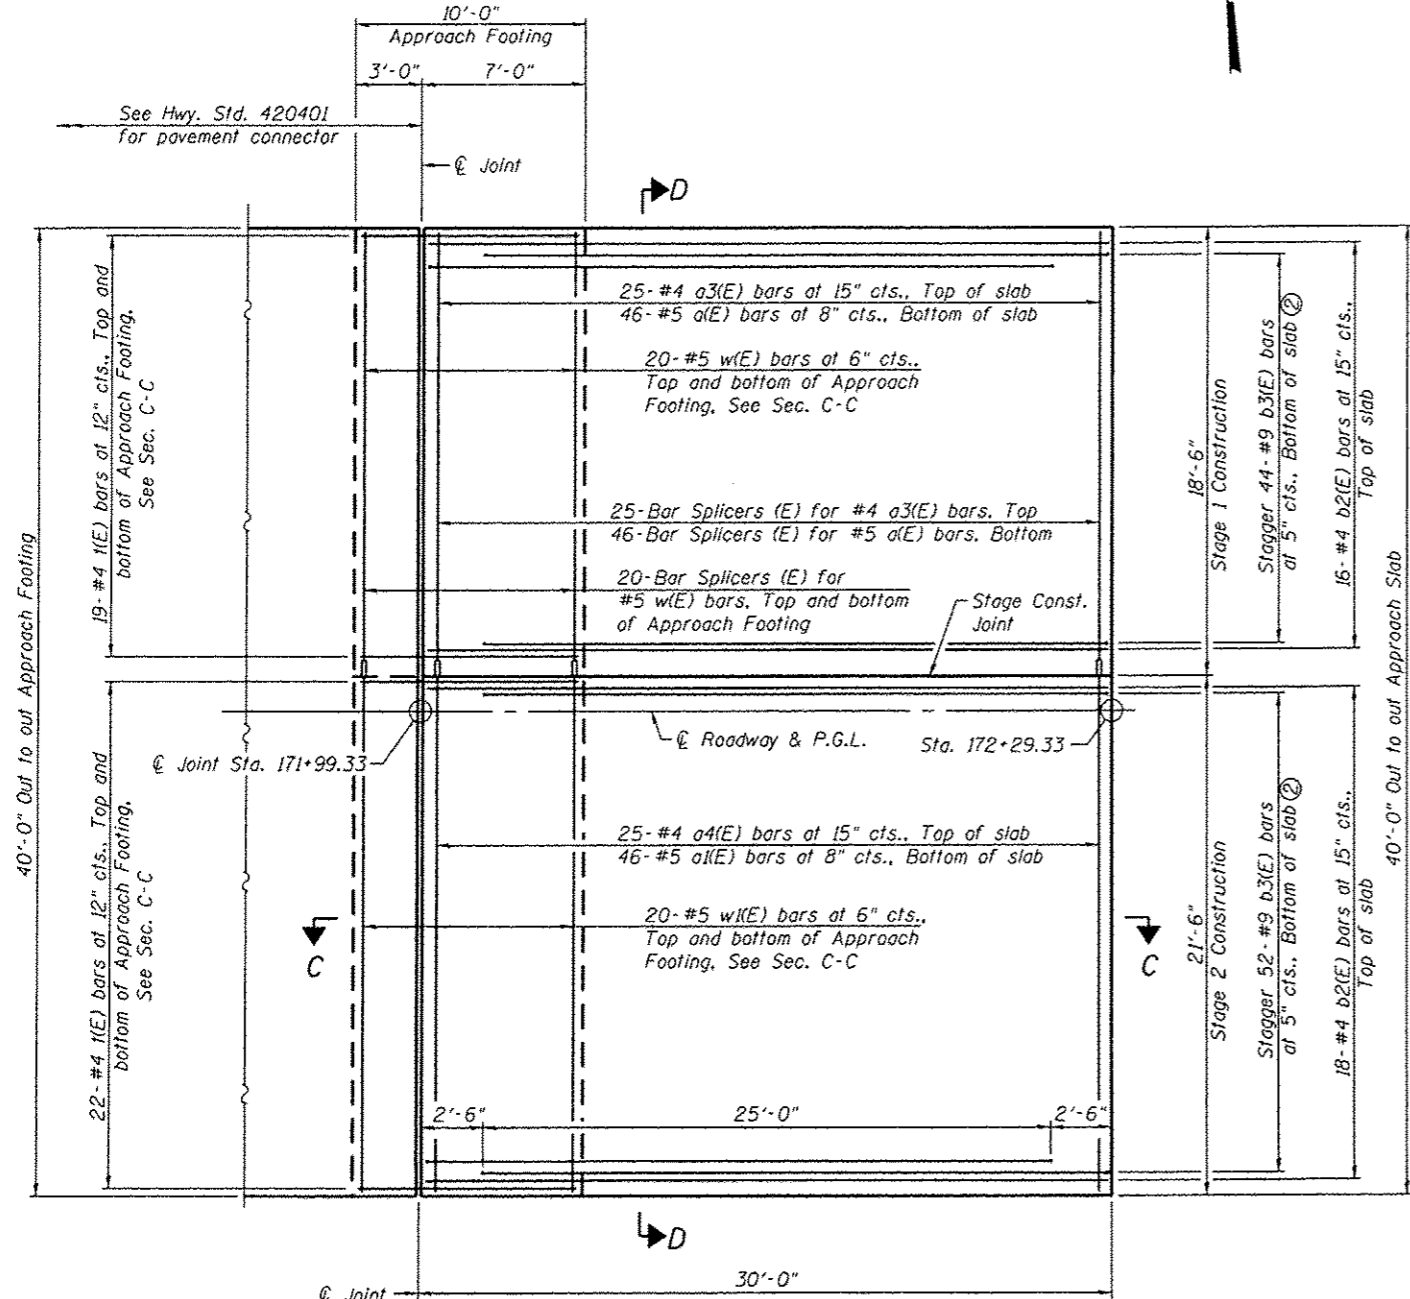 10'-0"
Approach Footing
3'-0"
7'-0"
See Hwy. Std. 420401
for pavement connector
℄ Joint
D
19-#4 t(E) bars at 12" cts., Top and
bottom of Approach Footing,
See Sec. C-C
25-#4 a3(E) bars at 15" cts., Top of slab
46-#5 a(E) bars at 8" cts., Bottom of slab
20-#5 w(E) bars at 6" cts.,
Top and bottom of Approach
Footing, See Sec. C-C
25-Bar Splicers (E) for #4 a3(E) bars, Top
46-Bar Splicers (E) for #5 a(E) bars, Bottom
20-Bar Splicers (E) for
#5 w(E) bars, Top and bottom
of Approach Footing
Stage Const.
Joint
18'-6"
Stage 1 Construction
Stagger 44-#9 b3(E) bars
at 5" cts., Bottom of slab ②
16-#4 b2(E) bars at 15" cts.,
Top of slab
40'-0" Out to out Approach Footing
40'-0" Out to out Approach Slab
℄ Roadway & P.G.L.
Sta. 172+29.33
℄ Joint Sta. 171+99.33
22-#4 t(E) bars at 12" cts., Top and
bottom of Approach Footing,
See Sec. C-C
25-#4 a4(E) bars at 15" cts., Top of slab
46-#5 a1(E) bars at 8" cts., Bottom of slab
20-#5 w1(E) bars at 6" cts.,
Top and bottom of Approach
Footing, See Sec. C-C
C
C
21'-6"
Stage 2 Construction
Stagger 52-#9 b3(E) bars
at 5" cts., Bottom of slab ②
18-#4 b2(E) bars at 15" cts.,
Top of slab
2'-6"
25'-0"
2'-6"
D
30'-0"
℄ Joint